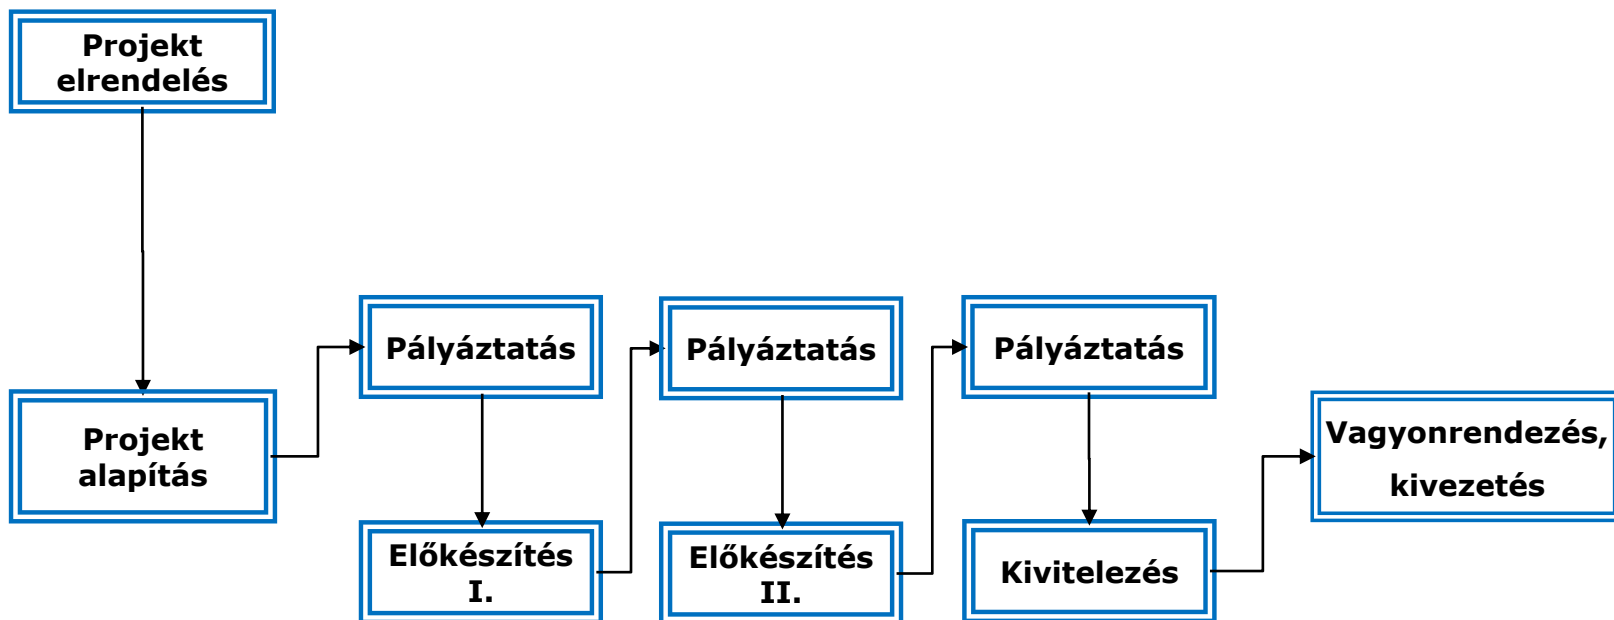 Projekt
elrendelés
Projekt
alapítás
Pályáztatás
Előkészítés
I.
Pályáztatás
Előkészítés
II.
Pályáztatás
Kivitelezés
Vagyonrendezés,
kivezetés